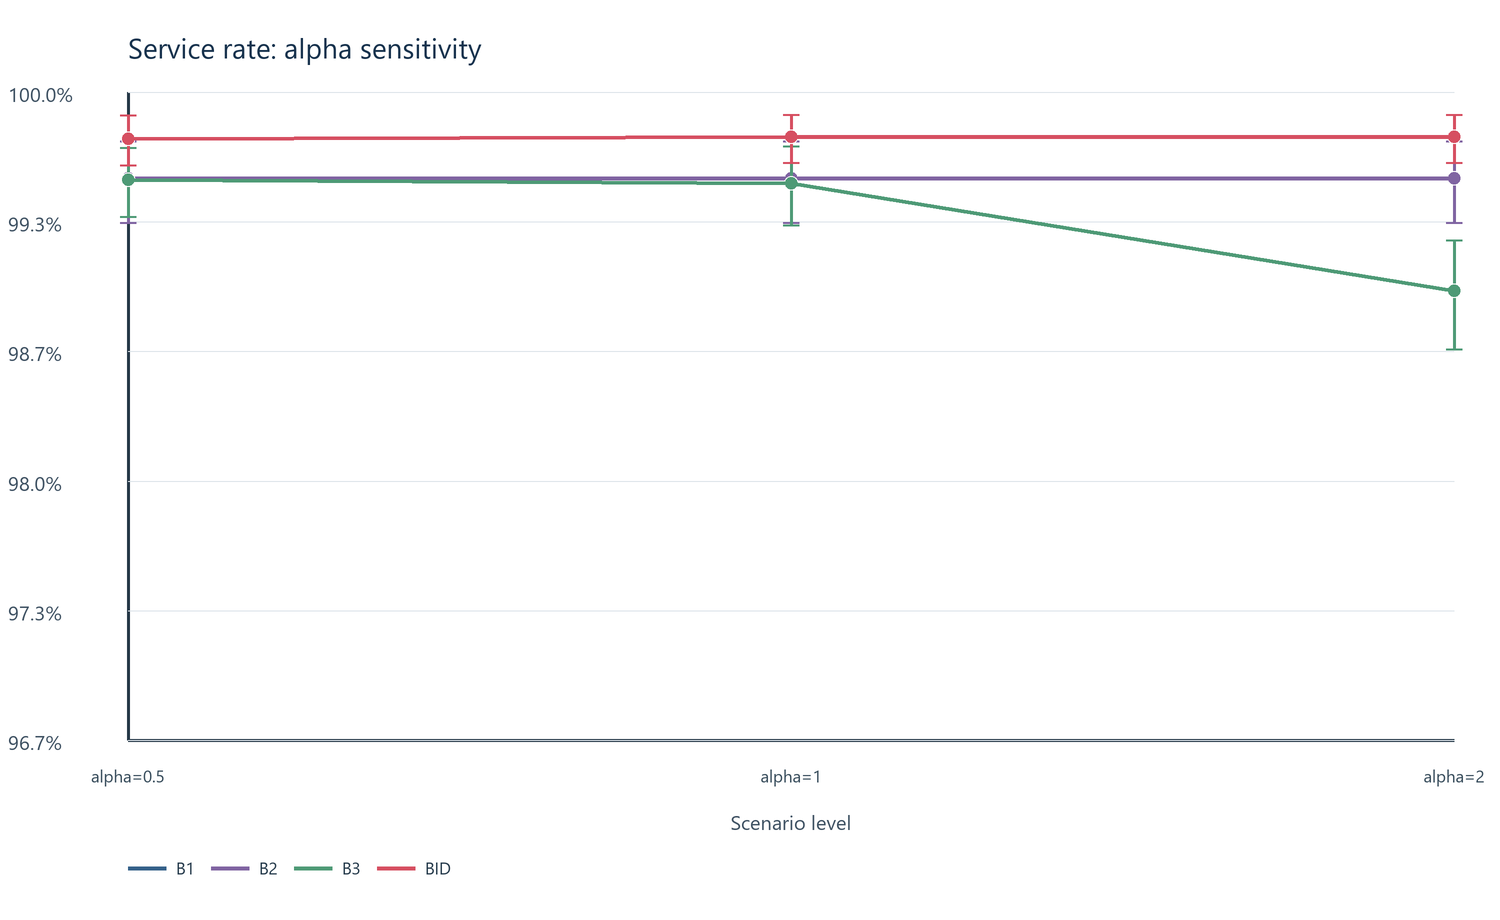 Service rate: alpha sensitivity
100.0%
99.3%
98.7%
98.0%
97.3%
96.7%
alpha=0.5 alpha=1 alpha=2
Scenario level
B1 B2 B3 BID